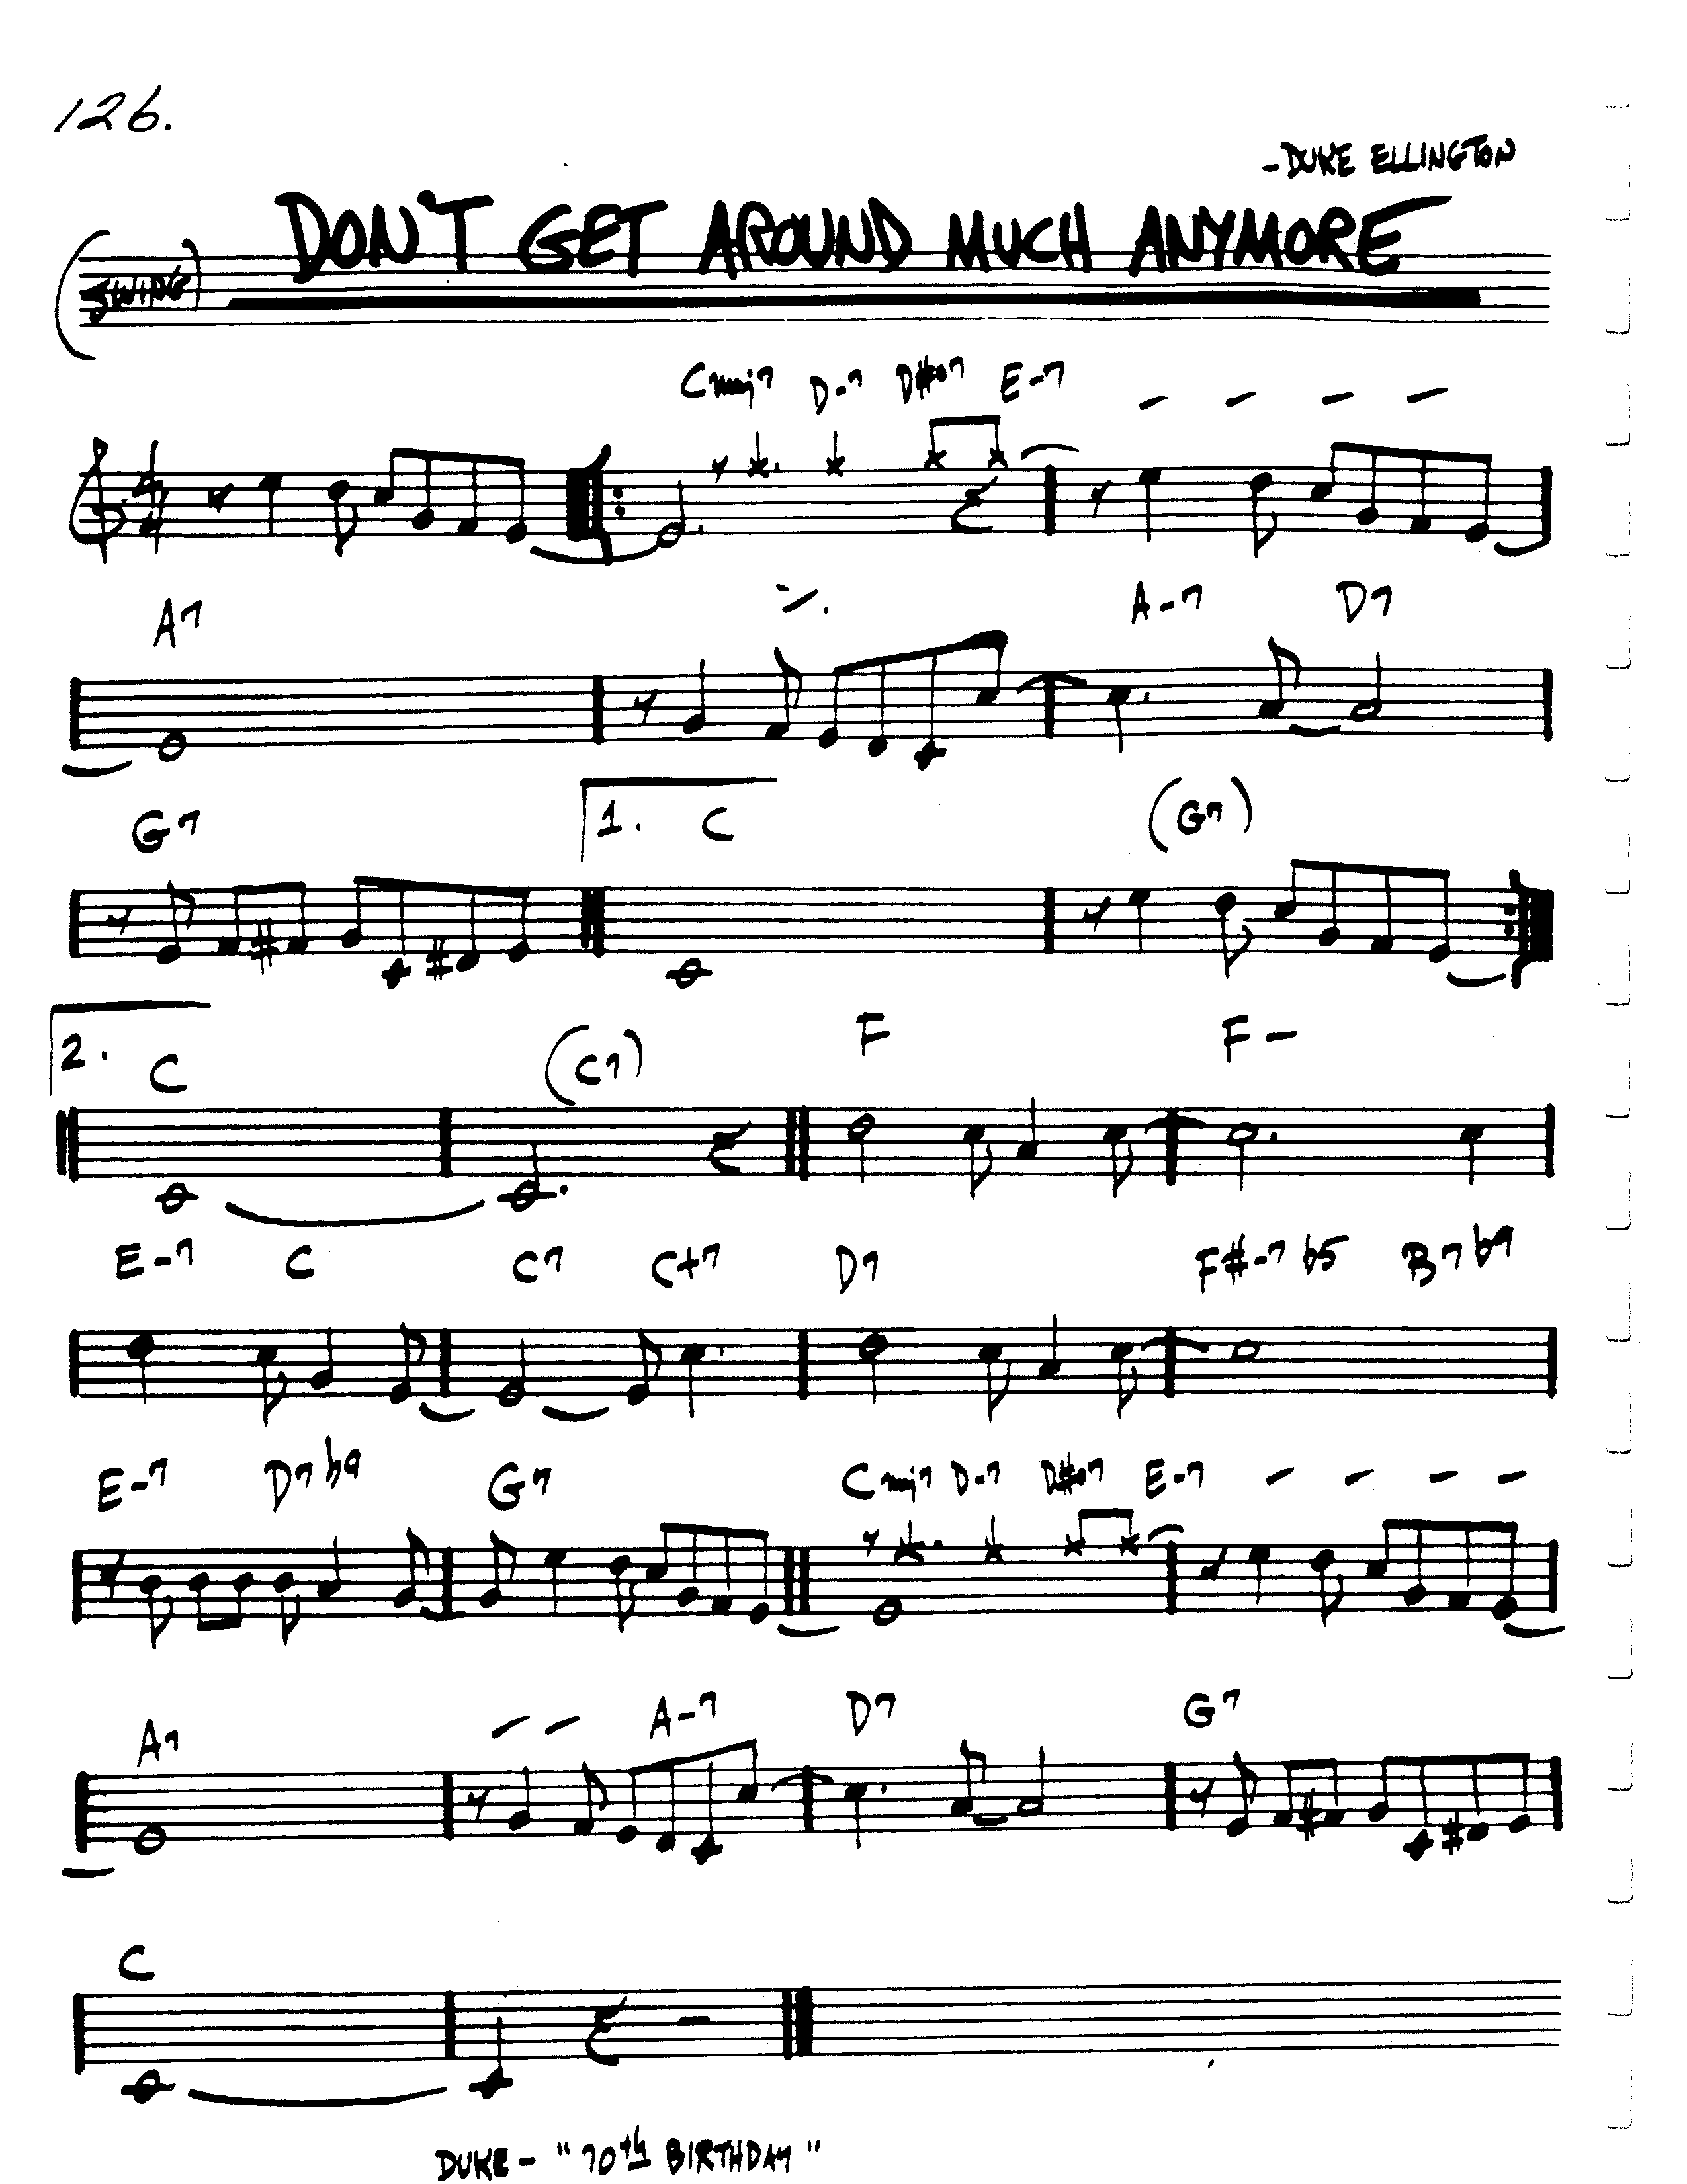 126.
-DUKE ELLINGTON
DON'T GET AROUND MUCH ANYMORE
(SWING)
Cmaj7 D-7 D#o7 E-7 - - - -
4 4
A7 ٪ A-7 D7
G7 1. C (G7)
2. C (C7) F F-
E-7 C C7 C+7 D7 F#-7b5 B7b9
E-7 D7b9 G7 Cmaj7 D-7 D#o7 E-7 - - - -
A7 - - A-7 D7 G7
C
DUKE - "70th BIRTHDAY"